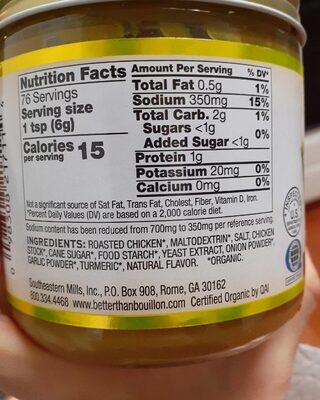 Nutrition Facts
76 Servings
Serving size
1 tsp (6g)
Calories 15
per serving
Amount Per Serving % DV*
Total Fat 0.5g 1%
Sodium 350mg 15%
Total Carb. 2g 1%
Sugars <1g
Added Sugar <1g 0%
Protein 1g
Potassium 20mg 0%
Calcium 0mg 0%
Not a significant source of Sat Fat, Trans Fat, Cholest, Fiber, Vitamin D, Iron.
*Percent Daily Values (DV) are based on a 2,000 calorie diet.
Sodium content has been reduced from 700mg to 350mg per reference serving.
INGREDIENTS: ROASTED CHICKEN*, MALTODEXTRIN*, SALT, CHICKEN
STOCK*, CANE SUGAR*, FOOD STARCH*, YEAST EXTRACT, ONION POWDER*,
GARLIC POWDER*, TURMERIC*, NATURAL FLAVOR. *ORGANIC.
Southeastern Mills, Inc., P.O. Box 908, Rome, GA 30162
800.334.4468 www.betterthanbouillon.com Certified Organic by QAI
U.S.